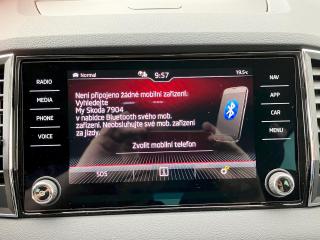 Normal
9:57
19.5°C
RADIO
MEDIA
PHONE
VOICE
NAV
APP
CAR
MENU
Není připojeno žádné mobilní zařízení.
Vyhledejte
My Skoda 7904
v nabídce Bluetooth svého mob.
zařízení. Neobsluhujte své mob. zařízení
za jízdy.
Zvolit mobilní telefon
SOS